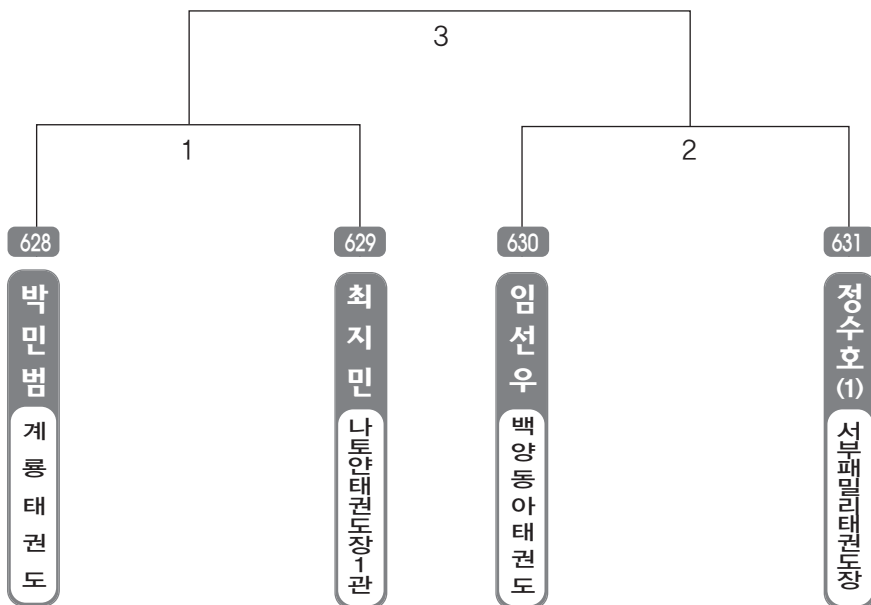 3
1
2
628
629
630
631
박민범
최지민
임선우
정수호(1)
계룡태권도
나토얀태권도장1관
백양동아태권도
서부패밀리태권도장